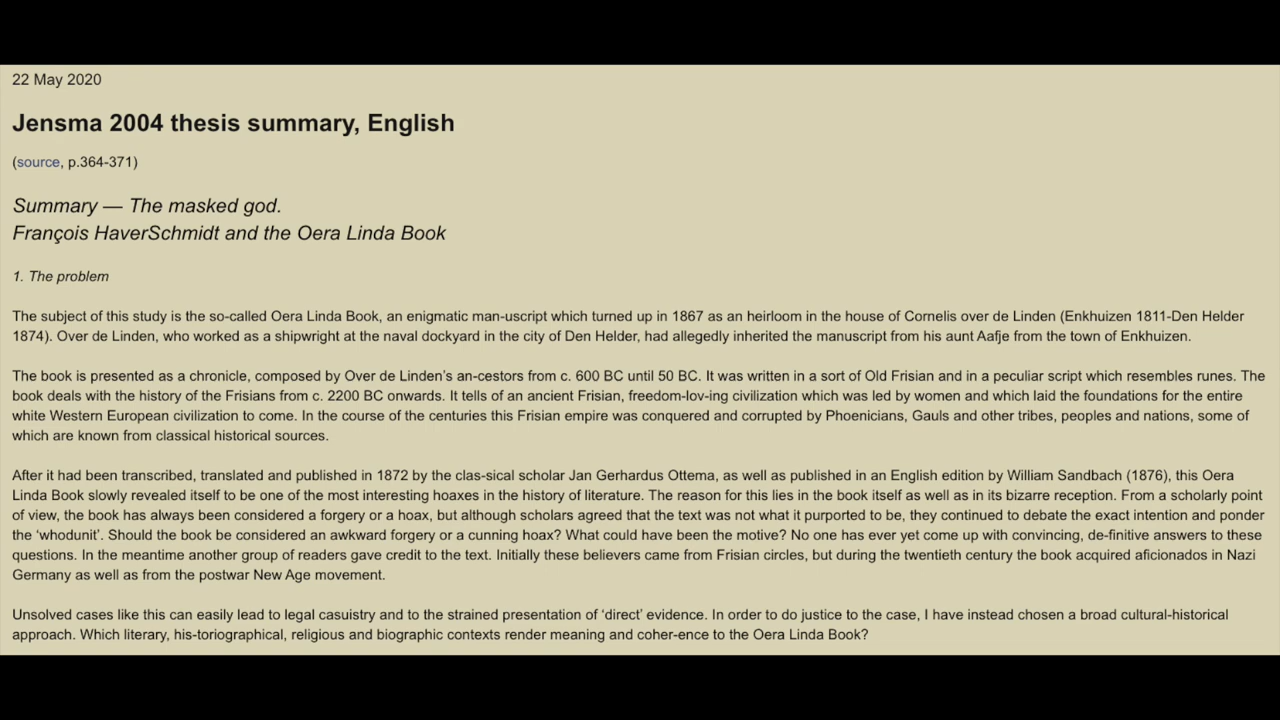 22 May 2020
Jensma 2004 thesis summary, English
(source, p.364-371)
Summary — The masked god.
François HaverSchmidt and the Oera Linda Book
1. The problem
The subject of this study is the so-called Oera Linda Book, an enigmatic man-uscript which turned up in 1867 as an heirloom in the house of Cornelis over de Linden (Enkhuizen 1811-Den Helder
1874). Over de Linden, who worked as a shipwright at the naval dockyard in the city of Den Helder, had allegedly inherited the manuscript from his aunt Aafje from the town of Enkhuizen.
The book is presented as a chronicle, composed by Over de Linden’s an-cestors from c. 600 BC until 50 BC. It was written in a sort of Old Frisian and in a peculiar script which resembles runes. The
book deals with the history of the Frisians from c. 2200 BC onwards. It tells of an ancient Frisian, freedom-lov-ing civilization which was led by women and which laid the foundations for the entire
white Western European civilization to come. In the course of the centuries this Frisian empire was conquered and corrupted by Phoenicians, Gauls and other tribes, peoples and nations, some of
which are known from classical historical sources.
After it had been transcribed, translated and published in 1872 by the clas-sical scholar Jan Gerhardus Ottema, as well as published in an English edition by William Sandbach (1876), this Oera
Linda Book slowly revealed itself to be one of the most interesting hoaxes in the history of literature. The reason for this lies in the book itself as well as in its bizarre reception. From a scholarly point
of view, the book has always been considered a forgery or a hoax, but although scholars agreed that the text was not what it purported to be, they continued to debate the exact intention and ponder
the ‘whodunit’. Should the book be considered an awkward forgery or a cunning hoax? What could have been the motive? No one has ever yet come up with convincing, de-finitive answers to these
questions. In the meantime another group of readers gave credit to the text. Initially these believers came from Frisian circles, but during the twentieth century the book acquired aficionados in Nazi
Germany as well as from the postwar New Age movement.
Unsolved cases like this can easily lead to legal casuistry and to the strained presentation of ‘direct’ evidence. In order to do justice to the case, I have instead chosen a broad cultural-historical
approach. Which literary, his-toriographical, religious and biographic contexts render meaning and coher-ence to the Oera Linda Book?